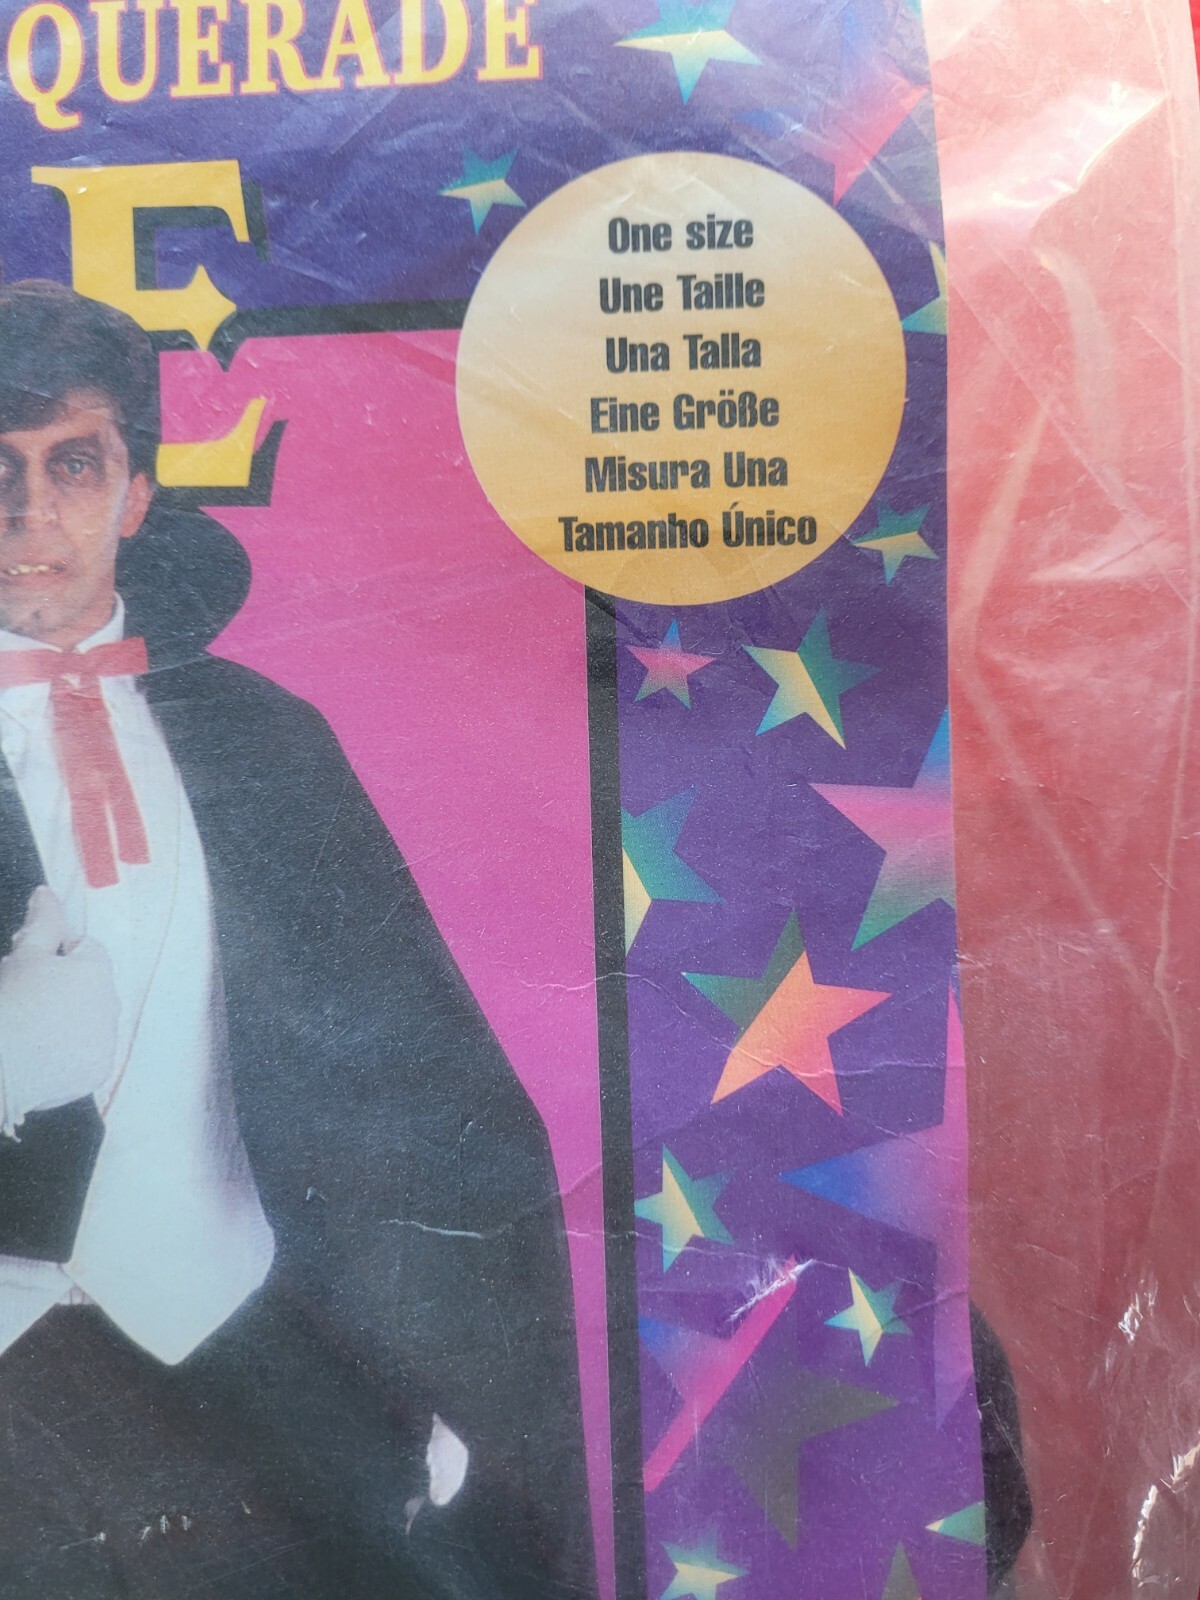 QUERADE
E
One size
Une Taille
Una Talla
Eine Größe
Misura Una
Tamanho Único